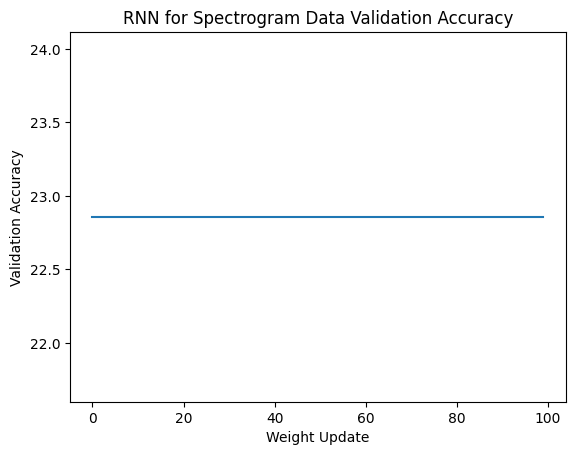 RNN for Spectrogram Data Validation Accuracy
24.0
23.5
23.0
22.5
22.0
Validation Accuracy
0 20 40 60 80 100
Weight Update